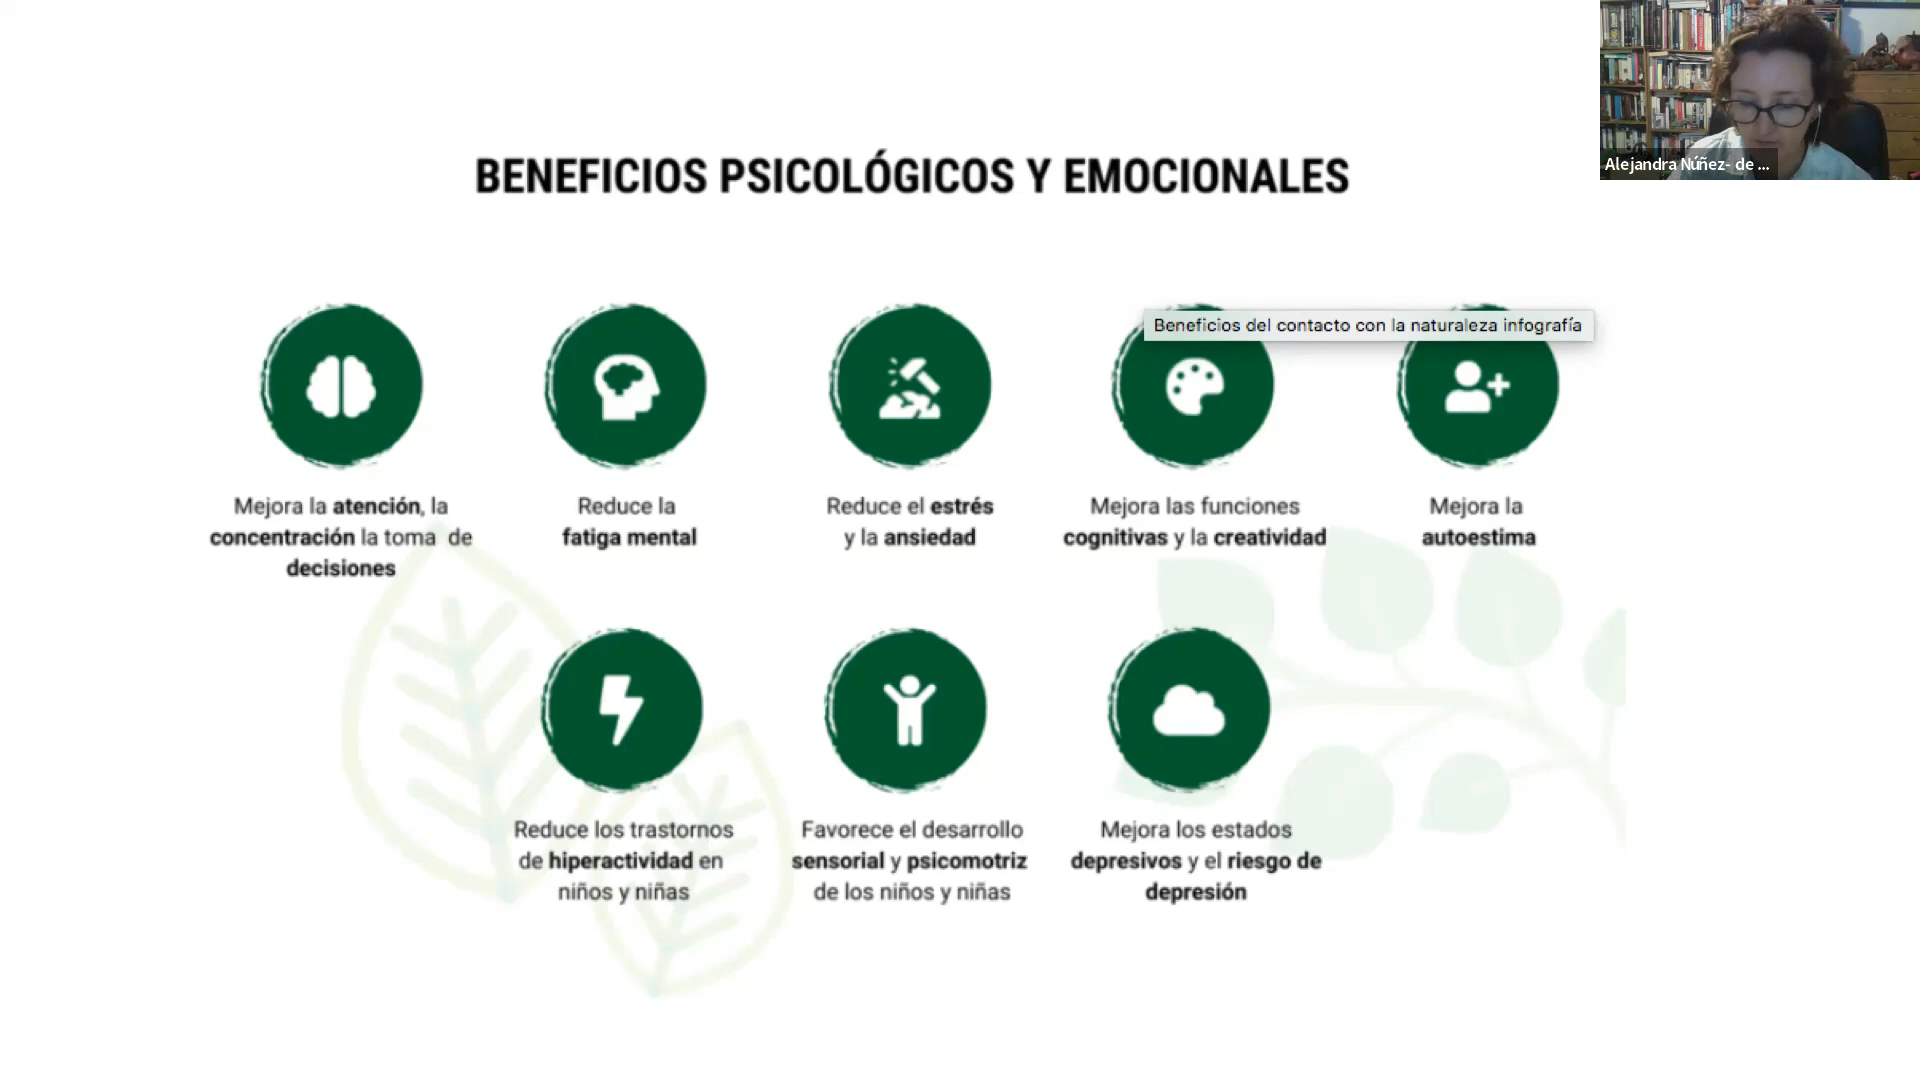 Alejandra Núñez- de ...
BENEFICIOS PSICOLÓGICOS Y EMOCIONALES
Beneficios del contacto con la naturaleza infografía
Mejora la atención, la
concentración la toma de
decisiones
Reduce la
fatiga mental
Reduce el estrés
y la ansiedad
Mejora las funciones
cognitivas y la creatividad
Mejora la
autoestima
Reduce los trastornos
de hiperactividad en
niños y niñas
Favorece el desarrollo
sensorial y psicomotriz
de los niños y niñas
Mejora los estados
depresivos y el riesgo de
depresión